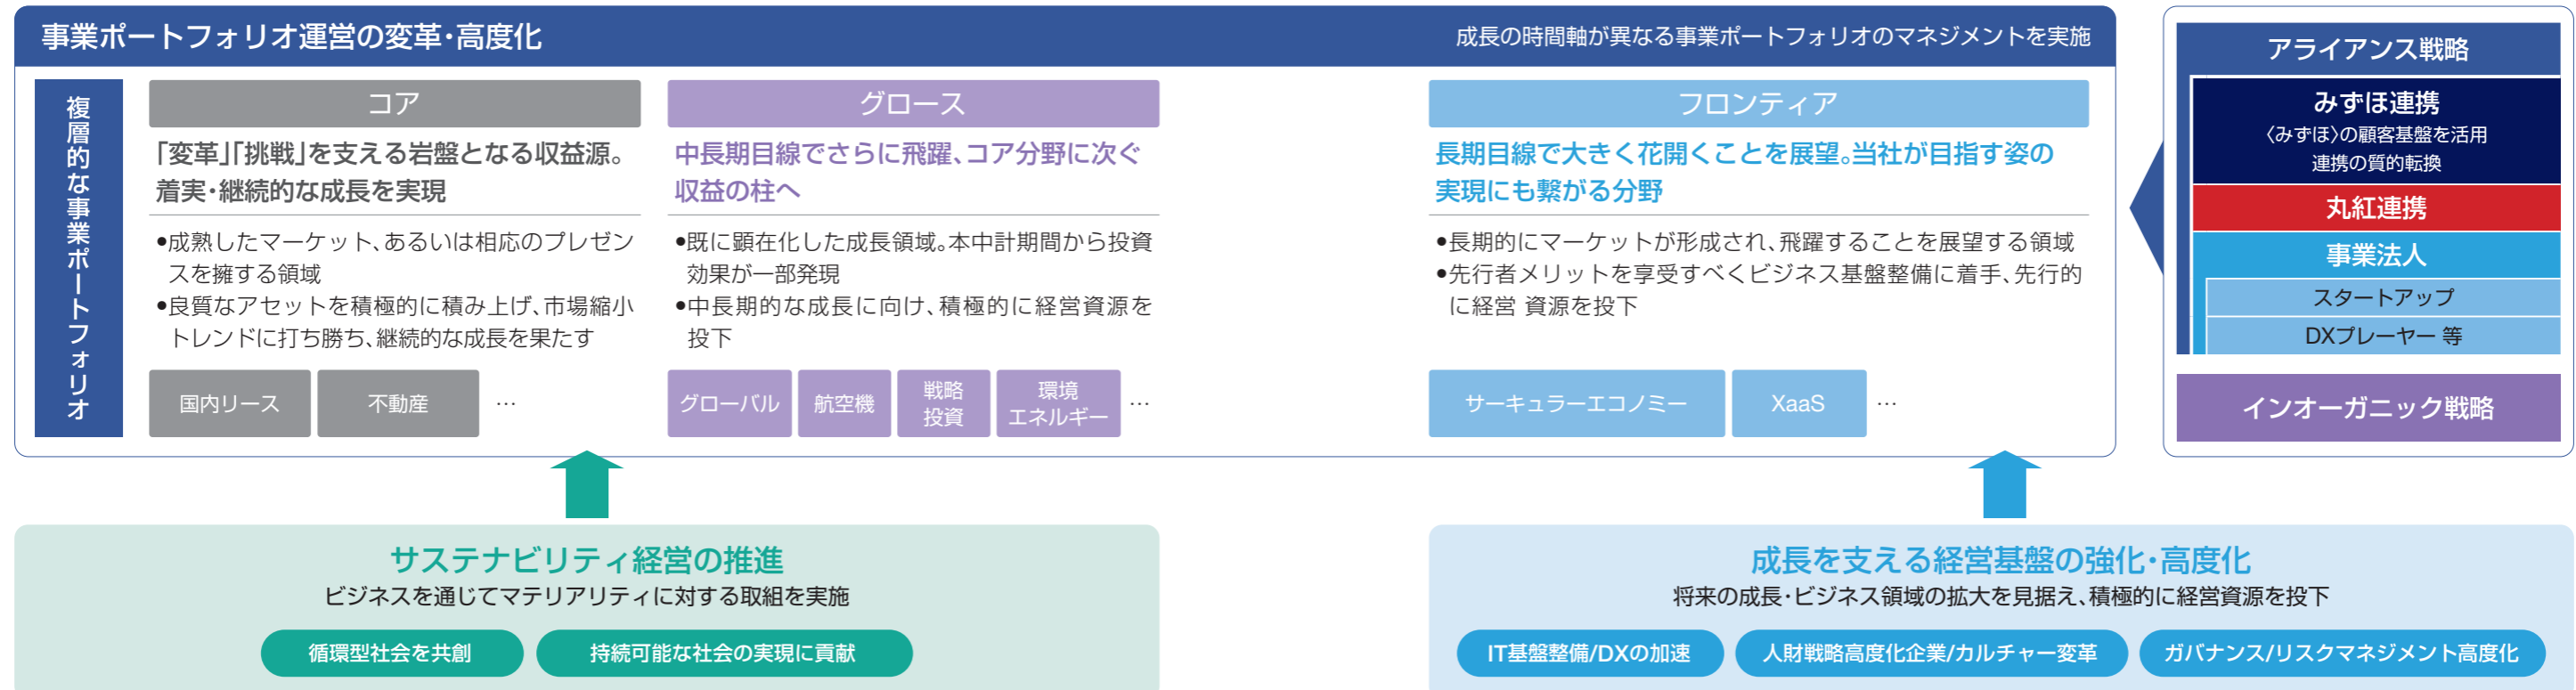 事業ポートフォリオ運営の変革・高度化
成長の時間軸が異なる事業ポートフォリオのマネジメントを実施
複層的な事業ポートフォリオ
コア
「変革」「挑戦」を支える岩盤となる収益源。
着実・継続的な成長を実現
●成熟したマーケット、あるいは相応のプレゼン
スを擁する領域
●良質なアセットを積極的に積み上げ、市場縮小
トレンドに打ち勝ち、継続的な成長を果たす
国内リース
不動産
…
グロース
中長期目線でさらに飛躍、コア分野に次ぐ
収益の柱へ
●既に顕在化した成長領域。本中計期間から投資
効果が一部発現
●中長期的な成長に向け、積極的に経営資源を
投下
グローバル
航空機
戦略
投資
環境
エネルギー
…
フロンティア
長期目線で大きく花開くことを展望。当社が目指す姿の
実現にも繋がる分野
●長期的にマーケットが形成され、飛躍することを展望する領域
●先行者メリットを享受すべくビジネス基盤整備に着手、先行的
に経営 資源を投下
サーキュラーエコノミー
XaaS
…
アライアンス戦略
みずほ連携
〈みずほ〉の顧客基盤を活用
連携の質的転換
丸紅連携
事業法人
スタートアップ
DXプレーヤー 等
インオーガニック戦略
サステナビリティ経営の推進
ビジネスを通じてマテリアリティに対する取組を実施
循環型社会を共創
持続可能な社会の実現に貢献
成長を支える経営基盤の強化・高度化
将来の成長・ビジネス領域の拡大を見据え、積極的に経営資源を投下
IT基盤整備/DXの加速
人財戦略高度化企業/カルチャー変革
ガバナンス/リスクマネジメント高度化